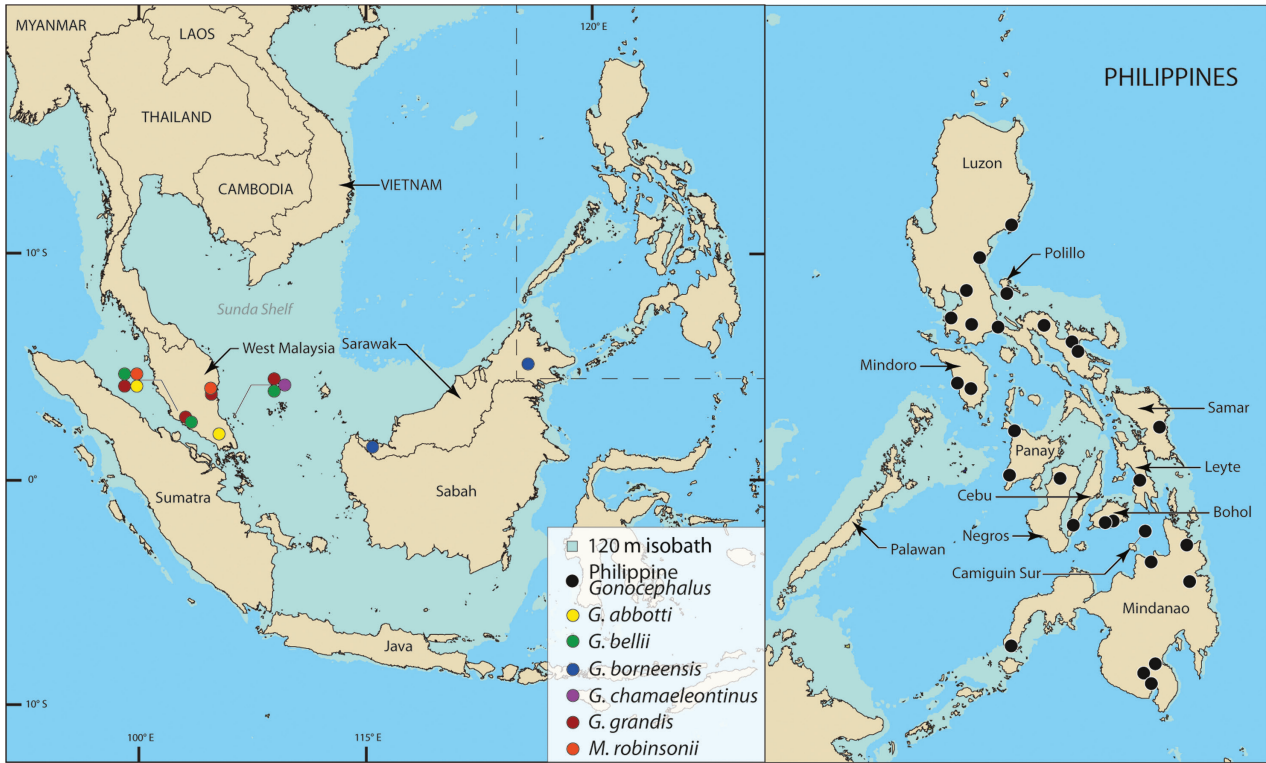 MYANMAR
LAOS
120° E
THAILAND
CAMBODIA
VIETNAM
10° S
Sunda Shelf
West Malaysia
Sarawak
0°
Sumatra
Sabah
120 m isobath
Philippine
Gonocephalus
G. abbotti
G. bellii
G. borneensis
G. chamaeleontinus
G. grandis
M. robinsonii
Java
10° S
100° E
115° E
PHILIPPINES
Luzon
Polillo
Mindoro
Samar
Panay
Leyte
Cebu
Bohol
Negros
Palawan
Camiguin Sur
Mindanao